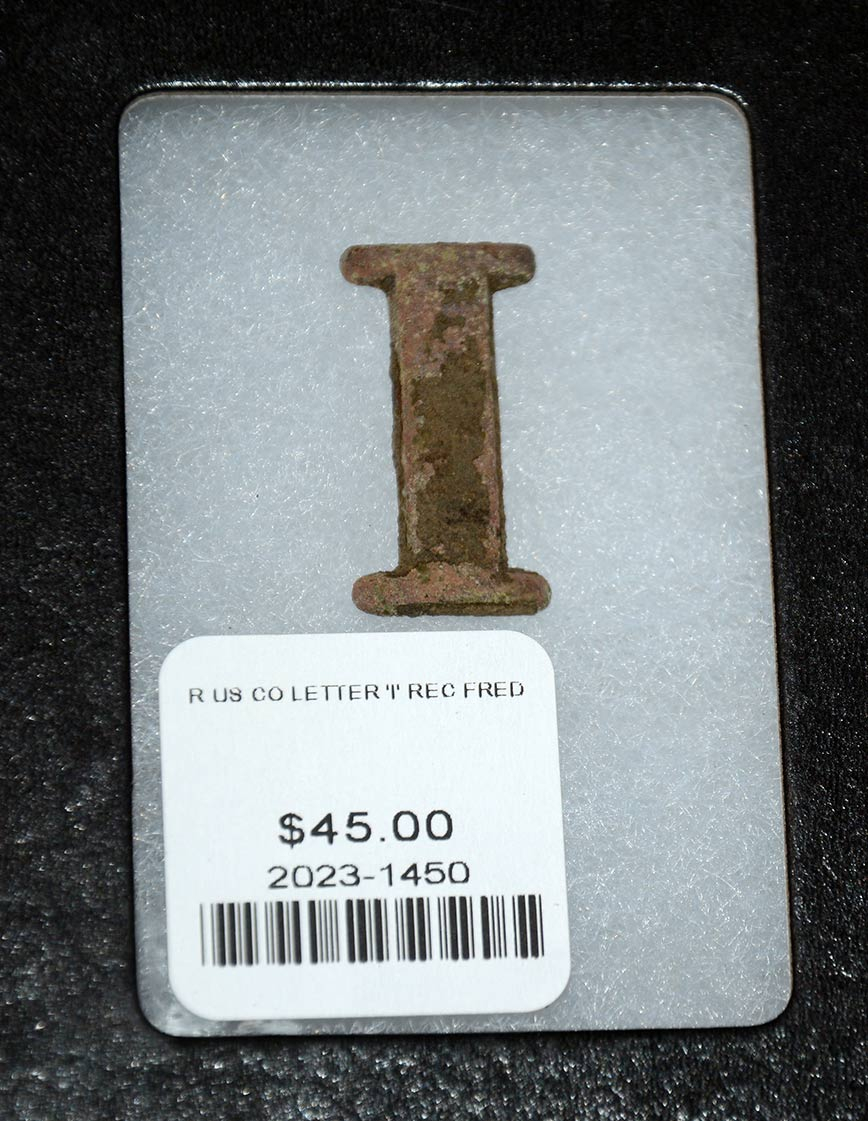 I
R US CO LETTER 'I' REC FRED
$45.00
2023-1450